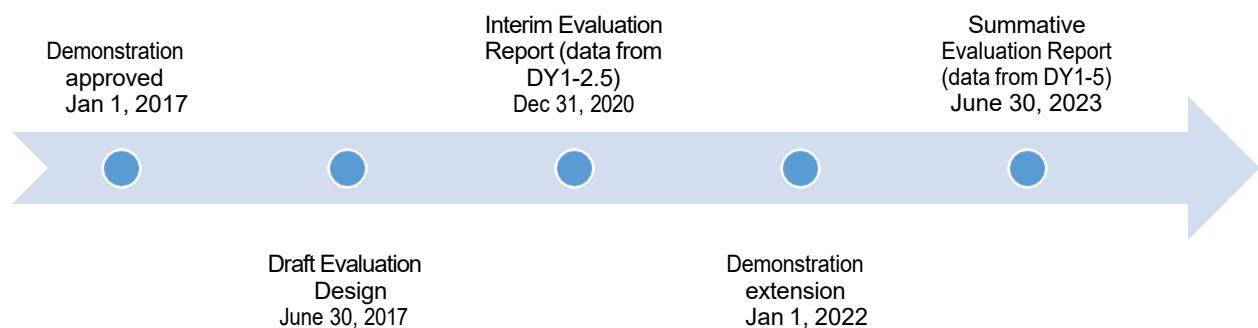 Demonstration
approved
Jan 1, 2017
Draft Evaluation
Design
June 30, 2017
Interim Evaluation
Report (data from
DY1-2.5)
Dec 31, 2020
Demonstration
extension
Jan 1, 2022
Summative
Evaluation Report
(data from DY1-5)
June 30, 2023